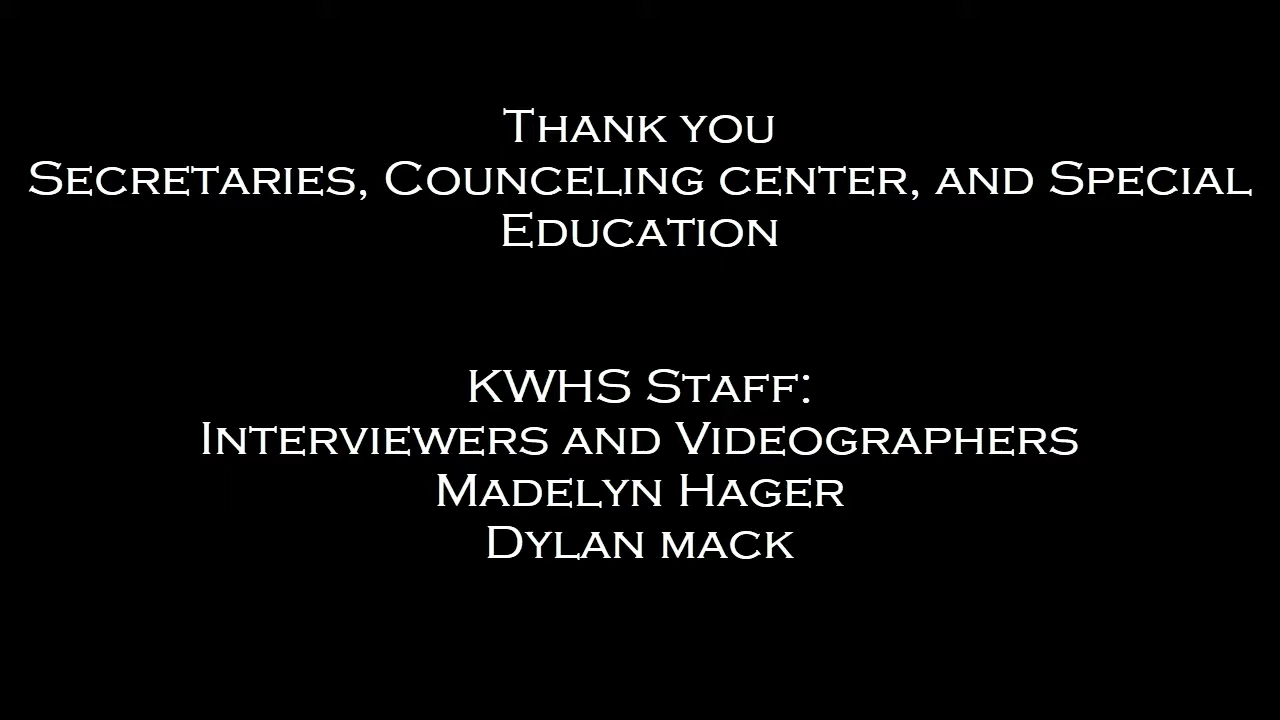 Thank you
Secretaries, Counceling center, and Special
Education
KWHS Staff:
Interviewers and Videographers
Madelyn Hager
Dylan mack